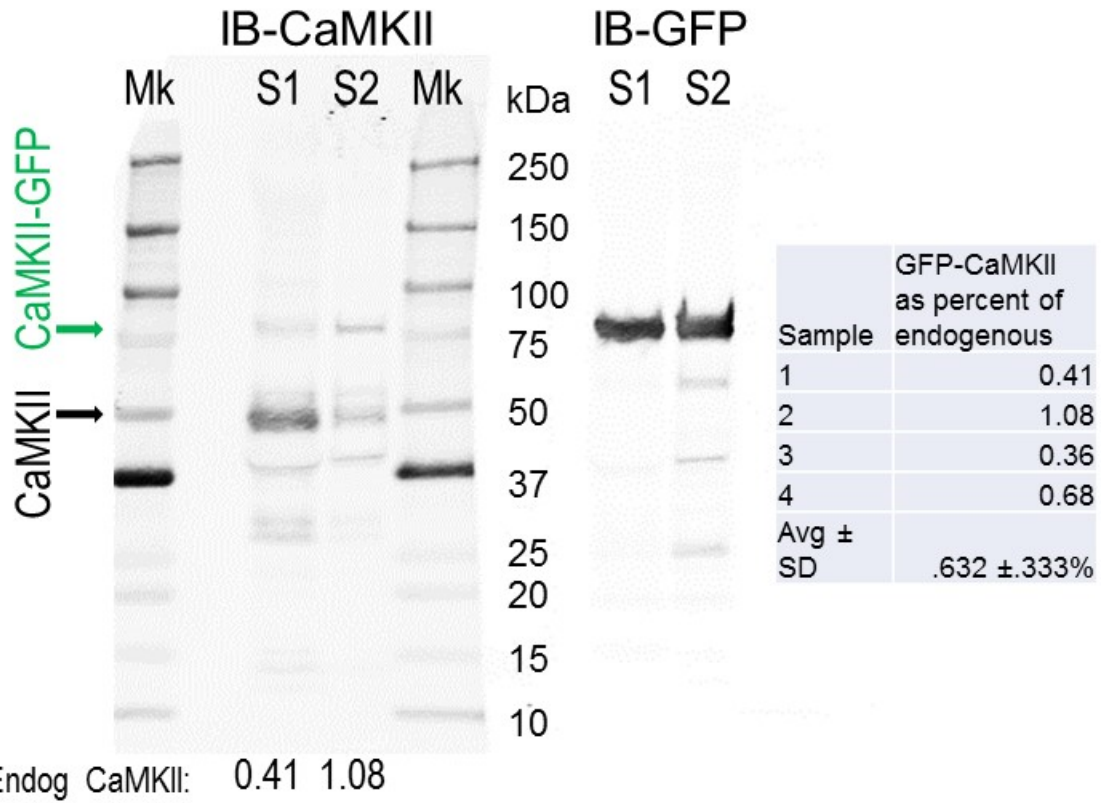 IB-CaMKII
IB-GFP
Mk S1 S2 Mk kDa S1 S2
CaMKII-GFP
CaMKII
250
150
100
75
50
37
25
20
15
10
GFP-CaMKII
as percent of
Sample endogenous
1 0.41
2 1.08
3 0.36
4 0.68
Avg ±
SD .632 ±.333%
Endog CaMKII: 0.41 1.08